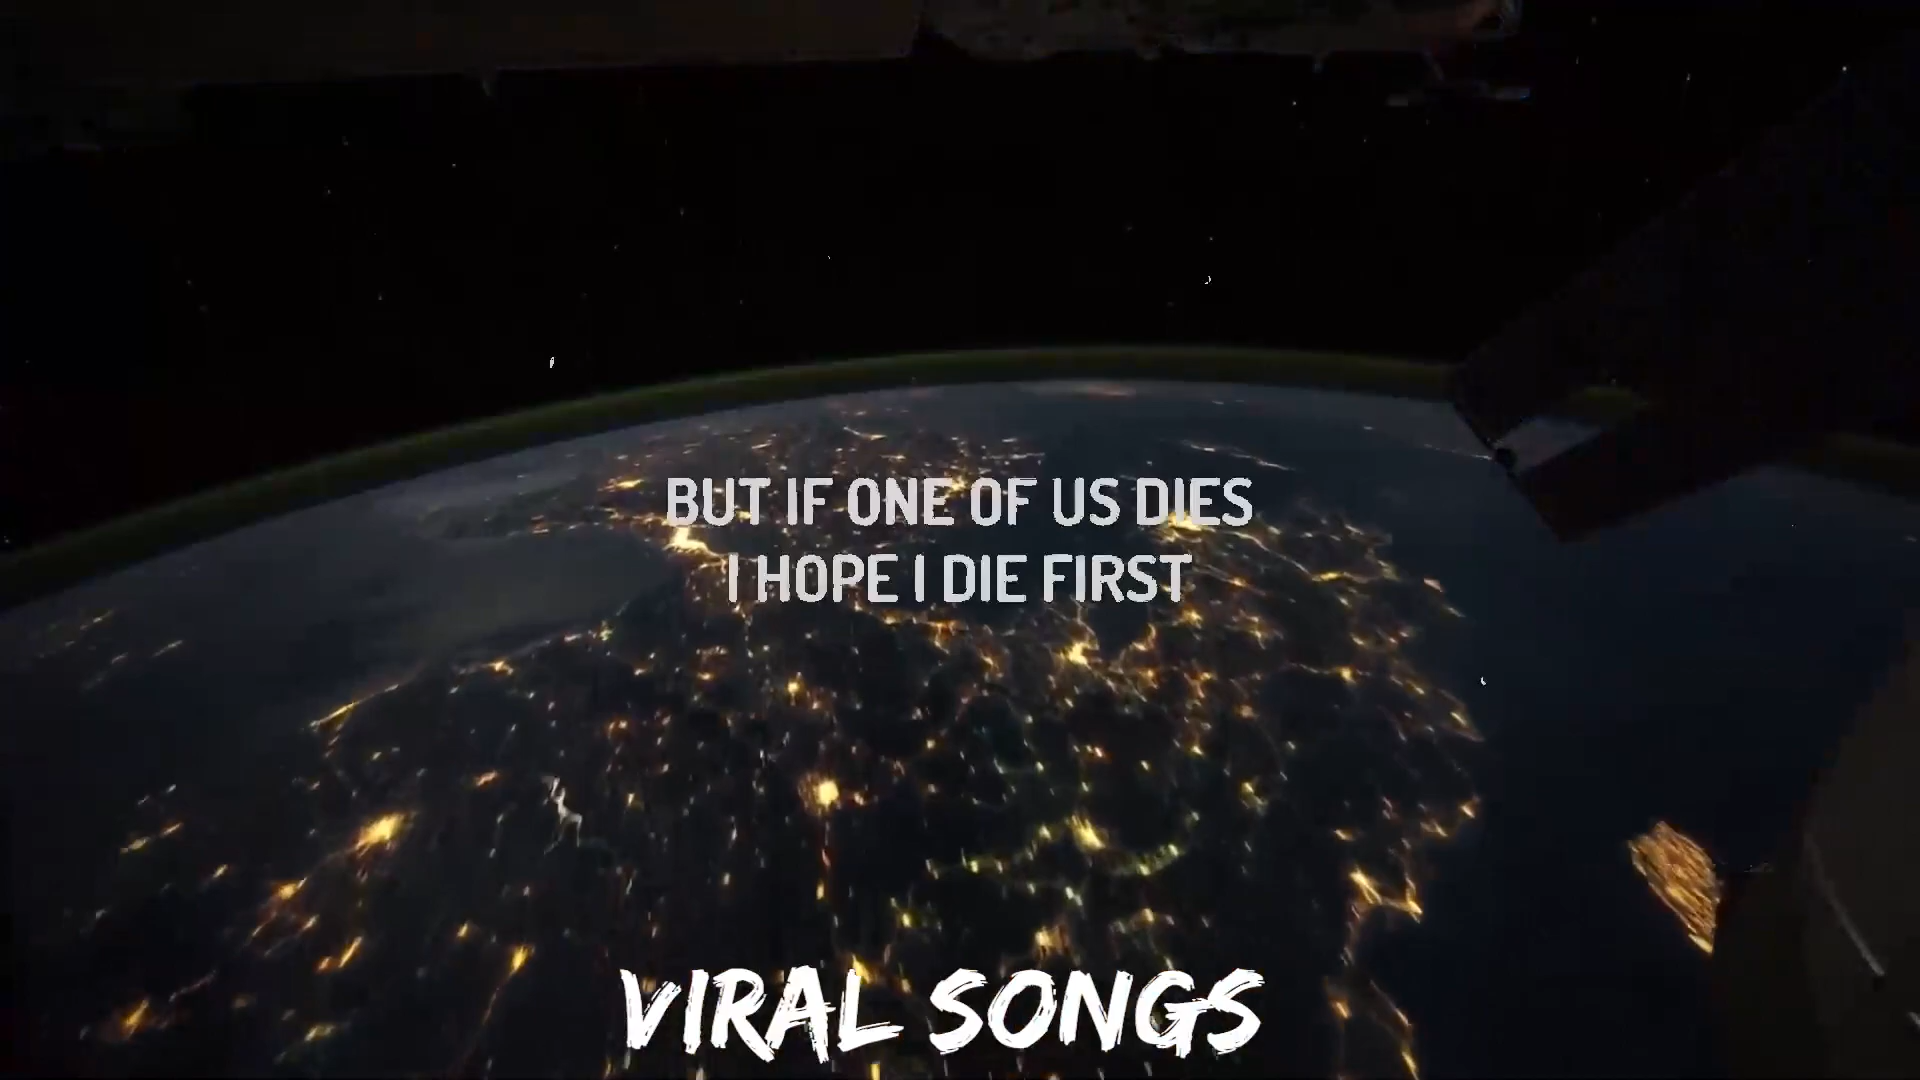 BUT IF ONE OF US DIES
I HOPE I DIE FIRST
VIRAL SONGS